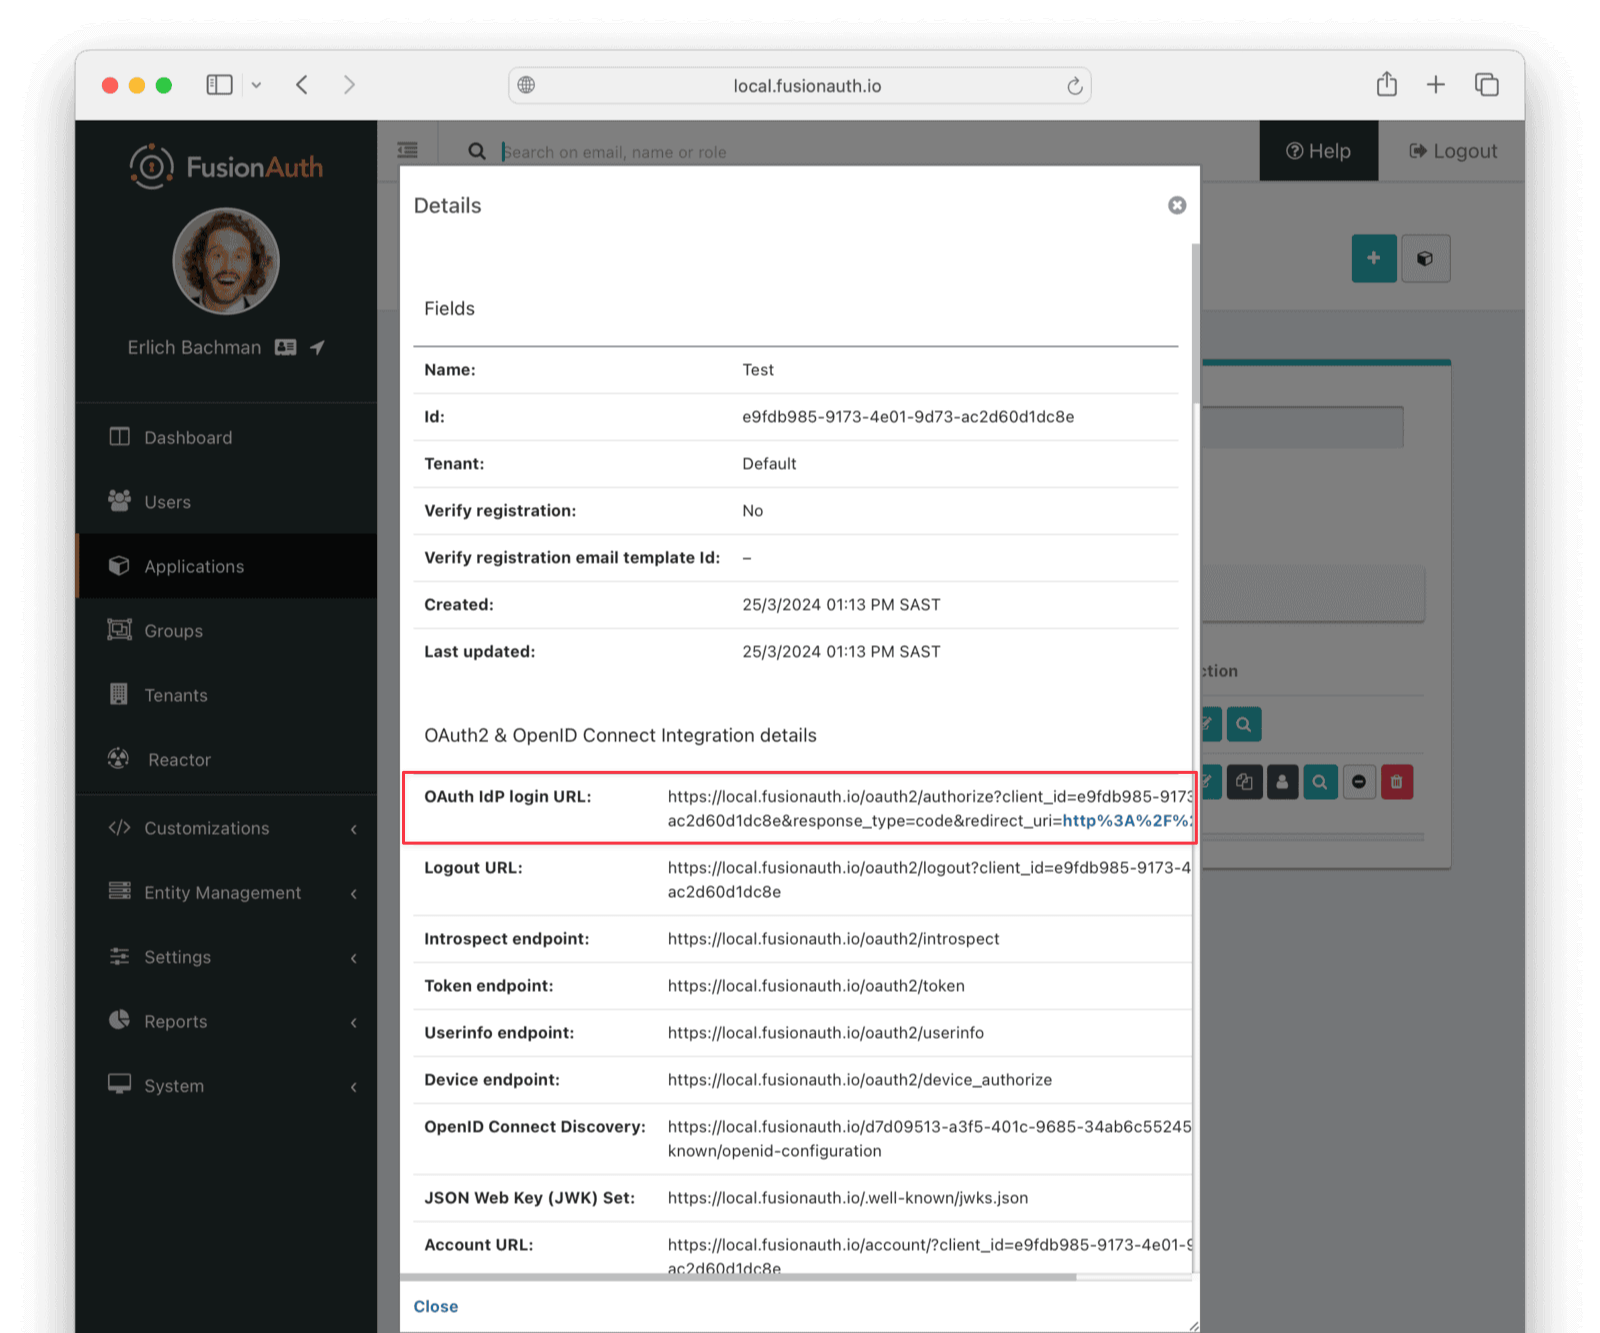 local.fusionauth.io
FusionAuth
Search on email, name or role
Help
Logout
Erlich Bachman
Dashboard
Users
Applications
Groups
Tenants
Reactor
Customizations
Entity Management
Settings
Reports
System
Details
Fields
Name: Test
Id: e9fdb985-9173-4e01-9d73-ac2d60d1dc8e
Tenant: Default
Verify registration: No
Verify registration email template Id: –
Created: 25/3/2024 01:13 PM SAST
Last updated: 25/3/2024 01:13 PM SAST
OAuth2 & OpenID Connect Integration details
OAuth IdP login URL: https://local.fusionauth.io/oauth2/authorize?client_id=e9fdb985-9173
ac2d60d1dc8e&response_type=code&redirect_uri=http%3A%2F%2
Logout URL: https://local.fusionauth.io/oauth2/logout?client_id=e9fdb985-9173-4
ac2d60d1dc8e
Introspect endpoint: https://local.fusionauth.io/oauth2/introspect
Token endpoint: https://local.fusionauth.io/oauth2/token
Userinfo endpoint: https://local.fusionauth.io/oauth2/userinfo
Device endpoint: https://local.fusionauth.io/oauth2/device_authorize
OpenID Connect Discovery: https://local.fusionauth.io/d7d09513-a3f5-401c-9685-34ab6c55245
known/openid-configuration
JSON Web Key (JWK) Set: https://local.fusionauth.io/.well-known/jwks.json
Account URL: https://local.fusionauth.io/account/?client_id=e9fdb985-9173-4e01-9
ac2d60d1dc8e
Close
ction